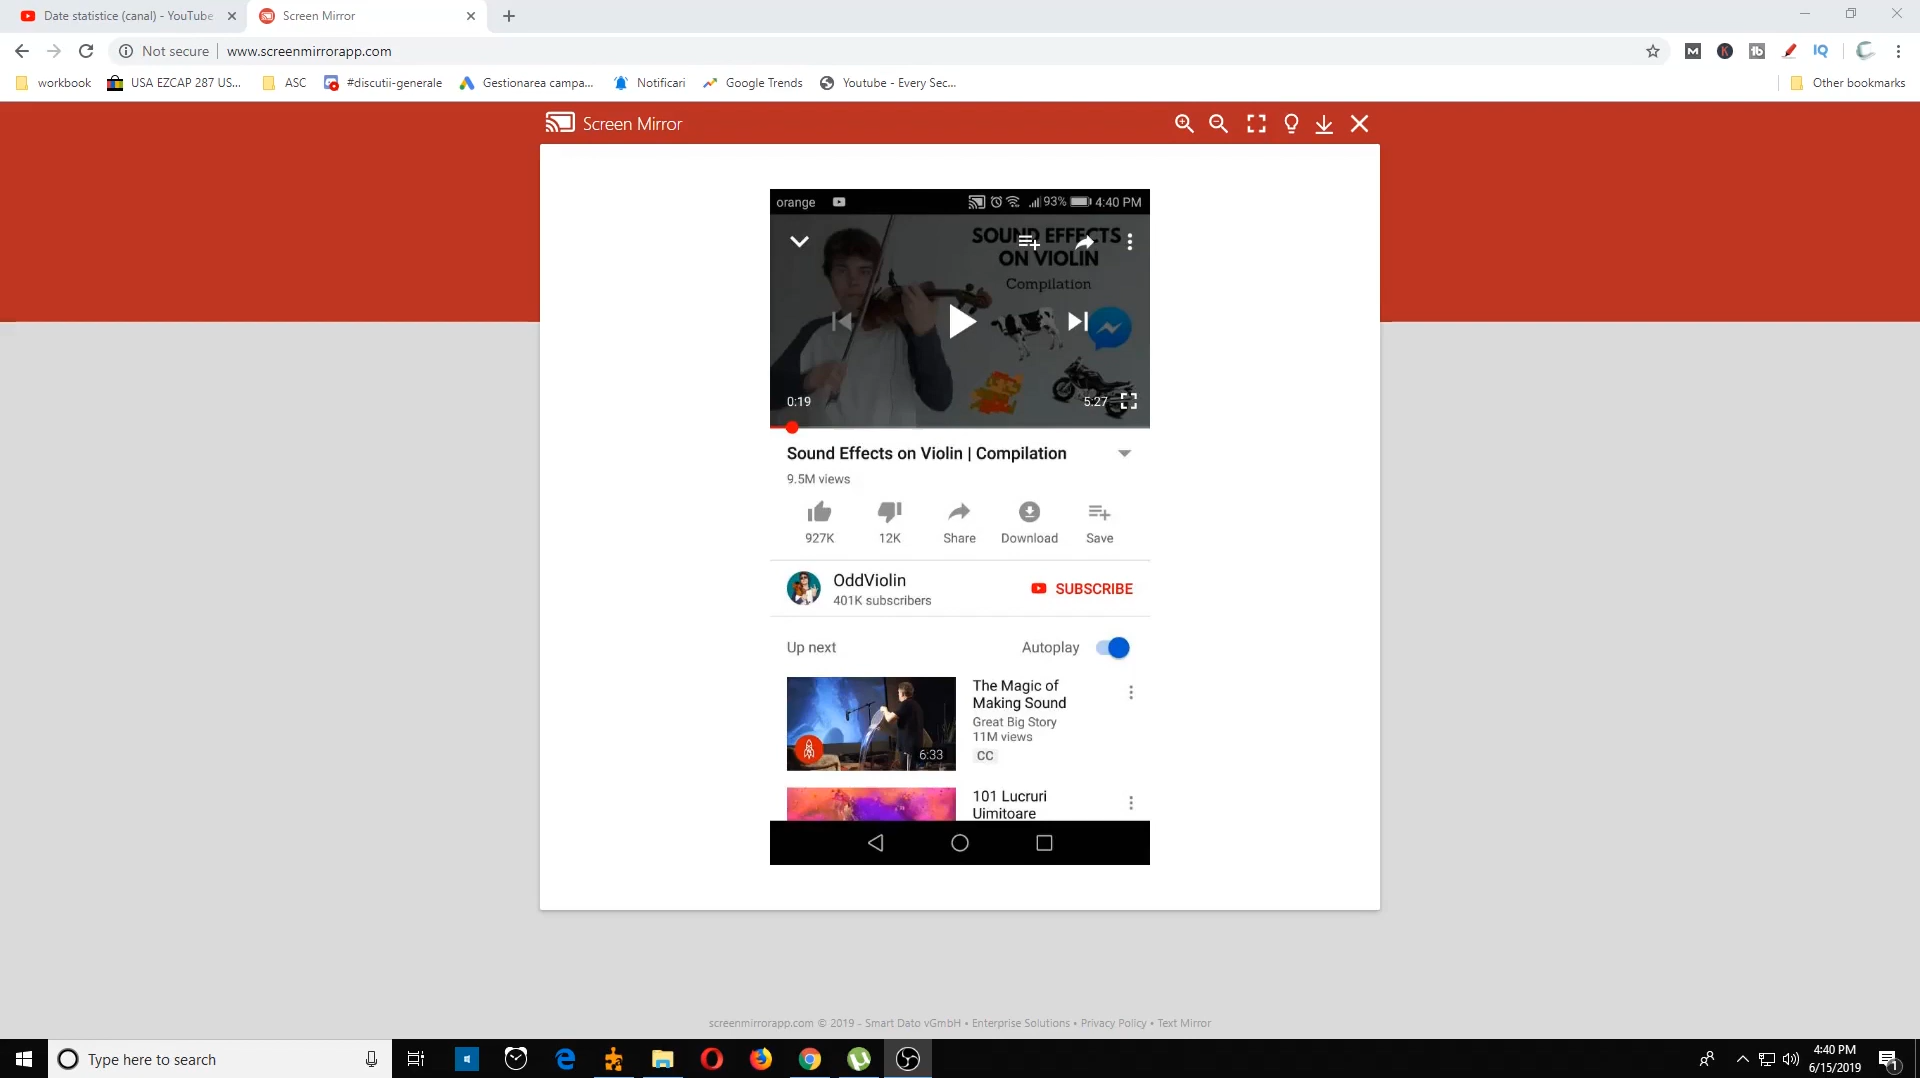 Date statistice (canal) - YouTube
Screen Mirror
Not secure
www.screenmirrorapp.com
IQ
workbook
USA EZCAP 287 US...
ASC
#discutii-generale
Gestionarea campa...
Notificari
Google Trends
Youtube - Every Sec...
Other bookmarks
Screen Mirror
orange
93%
4:40 PM
SOUND EFFECTS
ON VIOLIN
Compilation
0:19
5:27
Sound Effects on Violin | Compilation
9.5M views
927K
12K
Share
Download
Save
OddViolin
401K subscribers
SUBSCRIBE
Up next
Autoplay
The Magic of
Making Sound
Great Big Story
11M views
CC
6:33
101 Lucruri
Uimitoare
screenmirrorapp.com © 2019 - Smart Dato vGmbH • Enterprise Solutions • Privacy Policy • Text Mirror
Type here to search
4:40 PM
6/15/2019
1